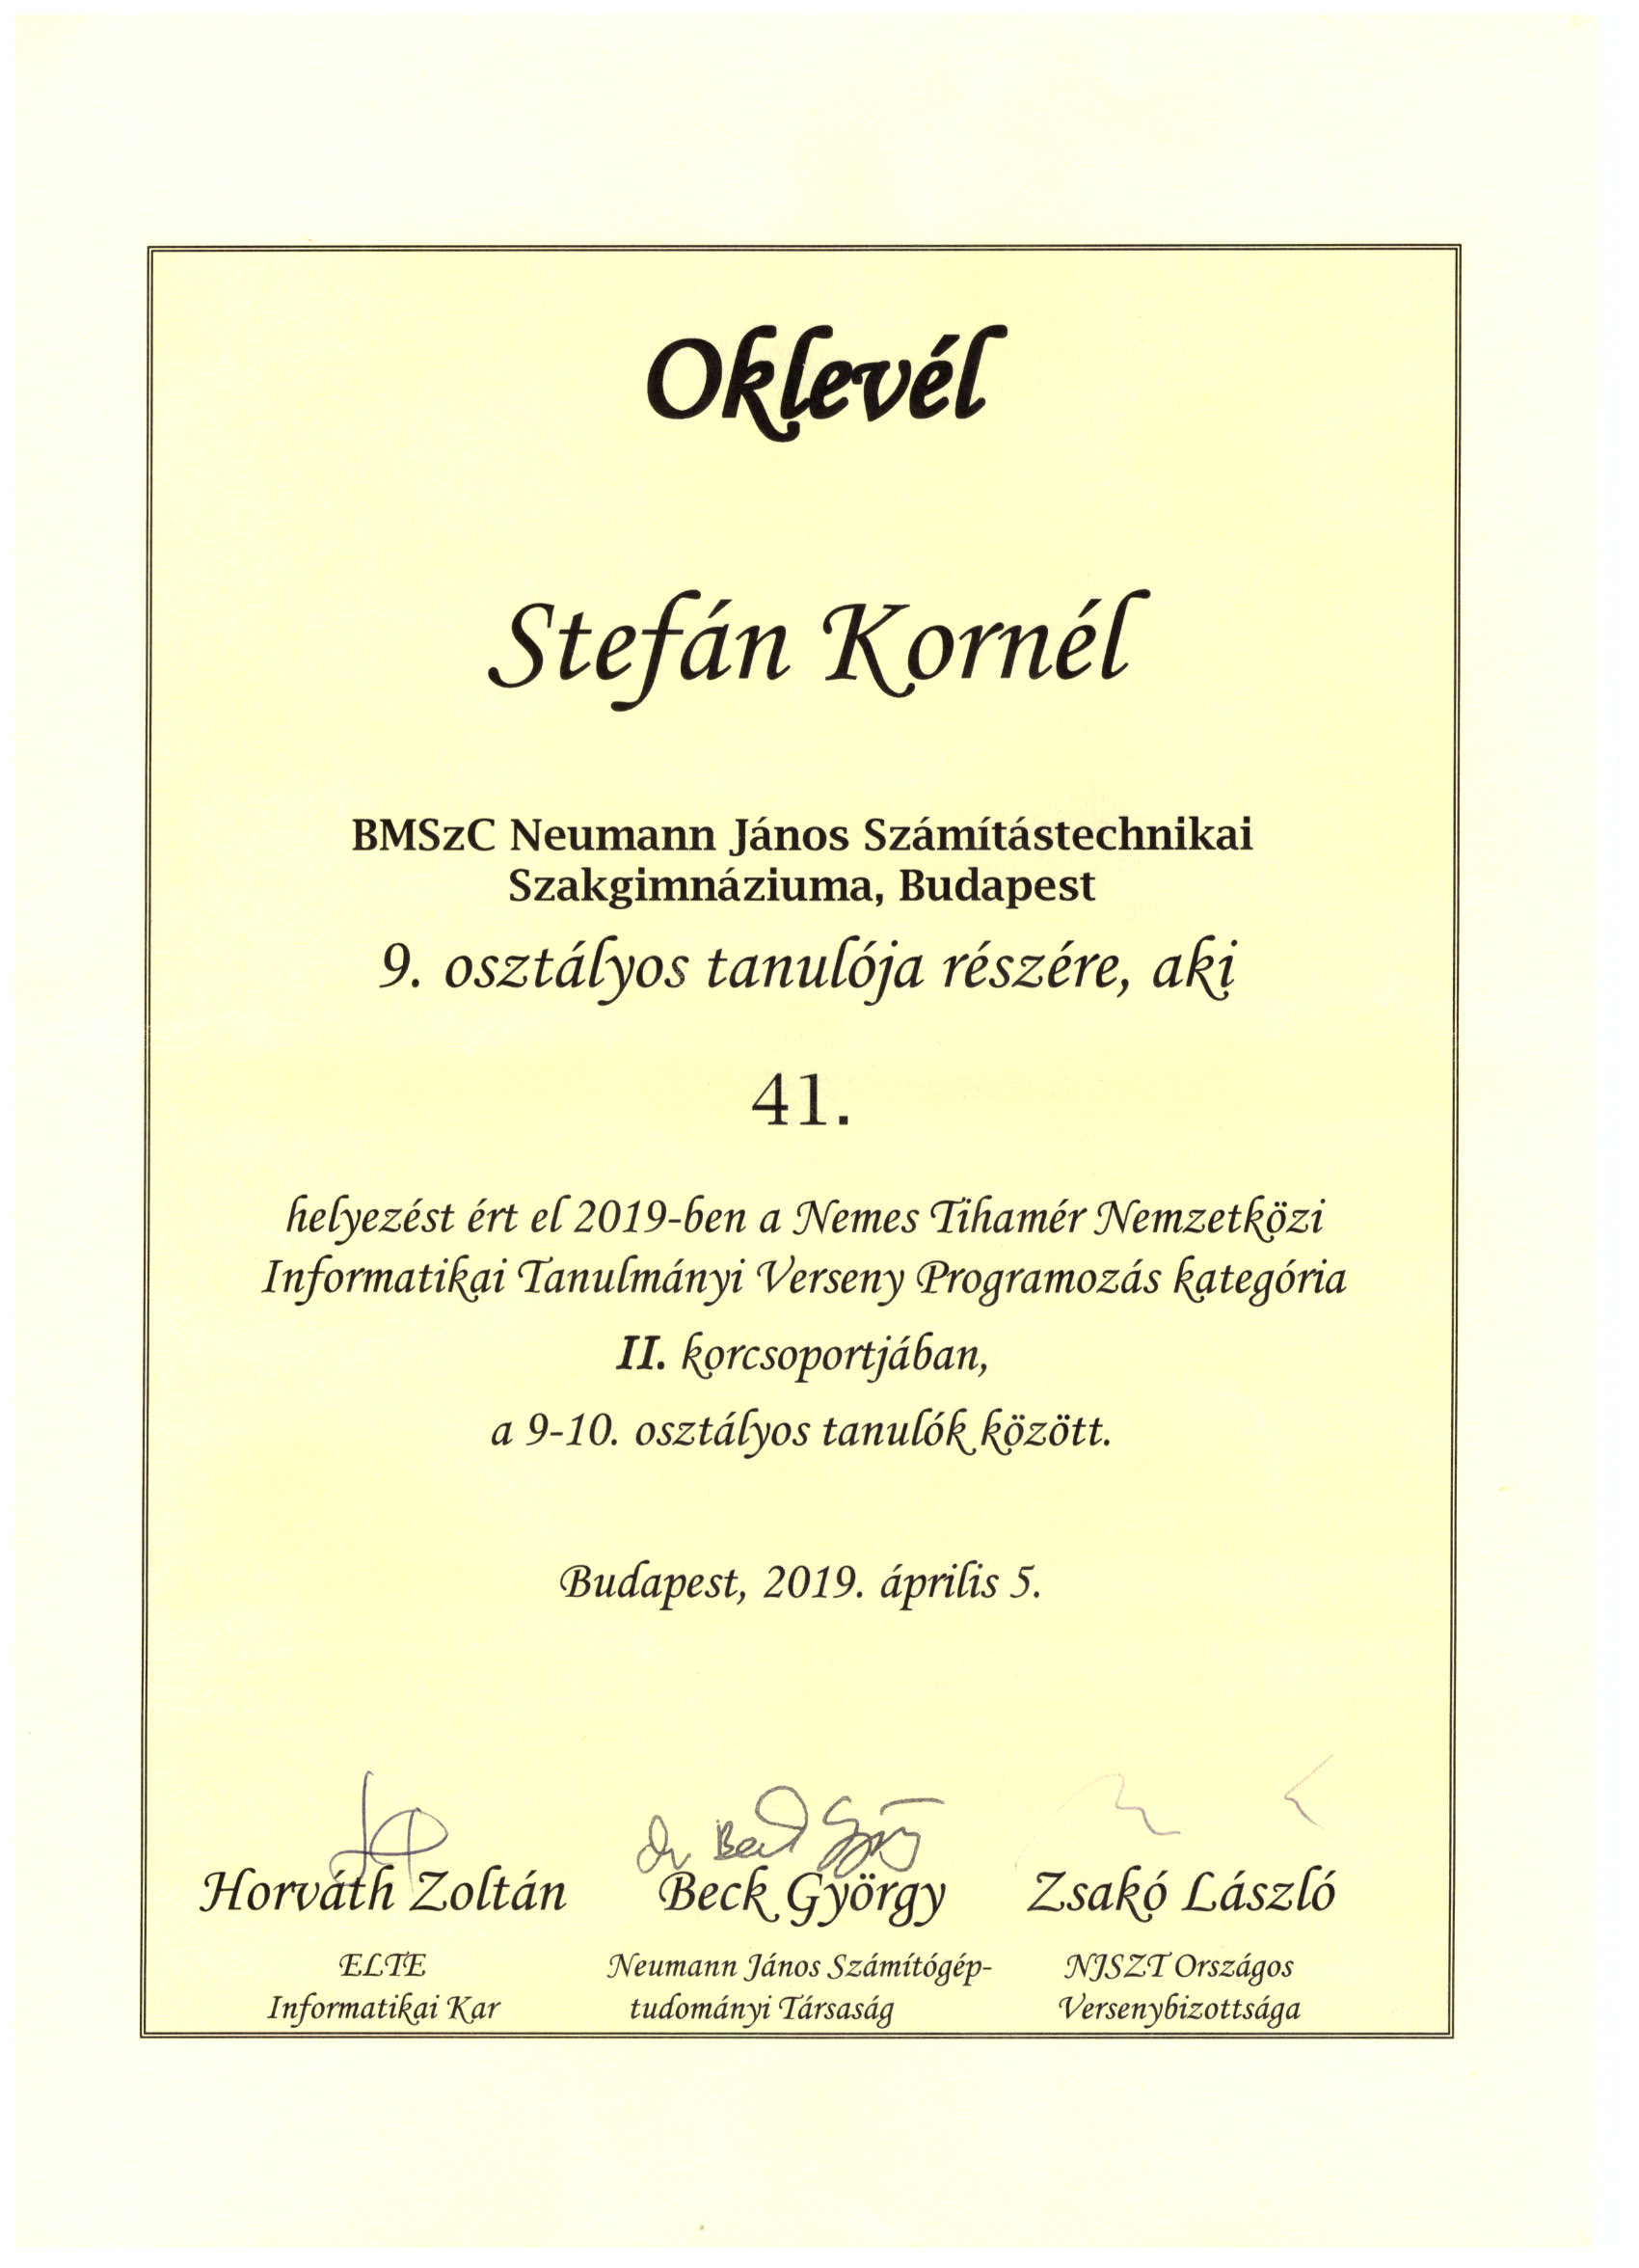 Oklevél
Stefán Kornél
BMSzC Neumann János Számítástechnikai
Szakgimnáziuma, Budapest
9. osztályos tanulója részére, aki
41.
helyezést ért el 2019-ben a Nemes Tihamér Nemzetközi
Informatikai Tanulmányi Verseny Programozás kategória
II. korcsoportjában,
a 9-10. osztályos tanulók között.
Budapest, 2019. április 5.
Dr Beck György
Horváth Zoltán Beck György Zsakó László
ELTE Neumann János Számítógép- NJSZT Országos
Informatikai Kar tudományi Társaság Versenybizottsága